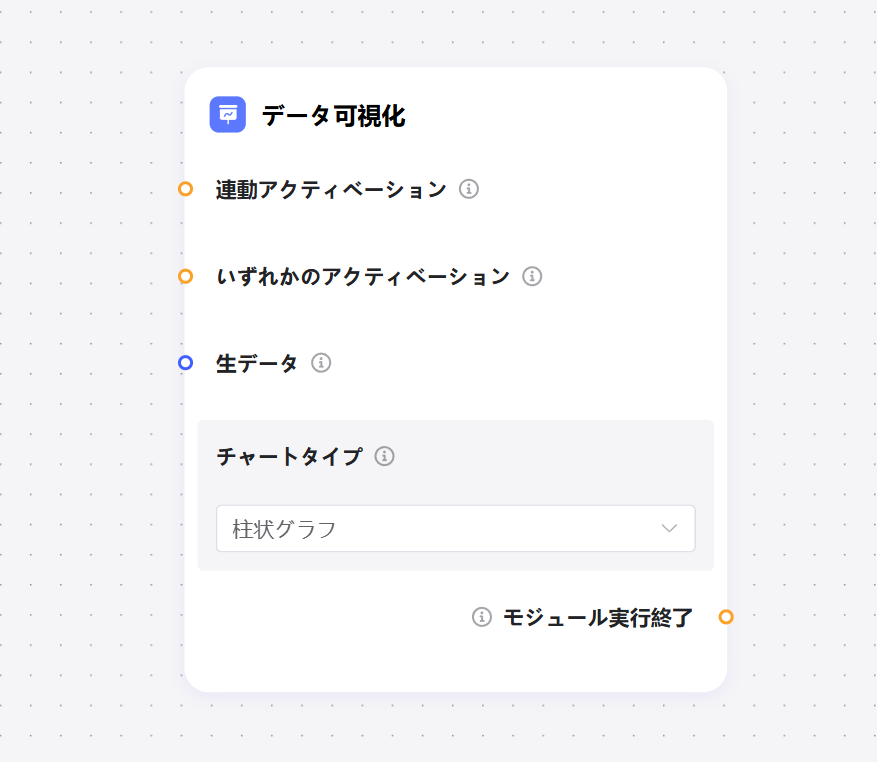 データ可視化
連動アクティベーション
いずれかのアクティベーション
生データ
チャートタイプ
柱状グラフ
モジュール実行終了